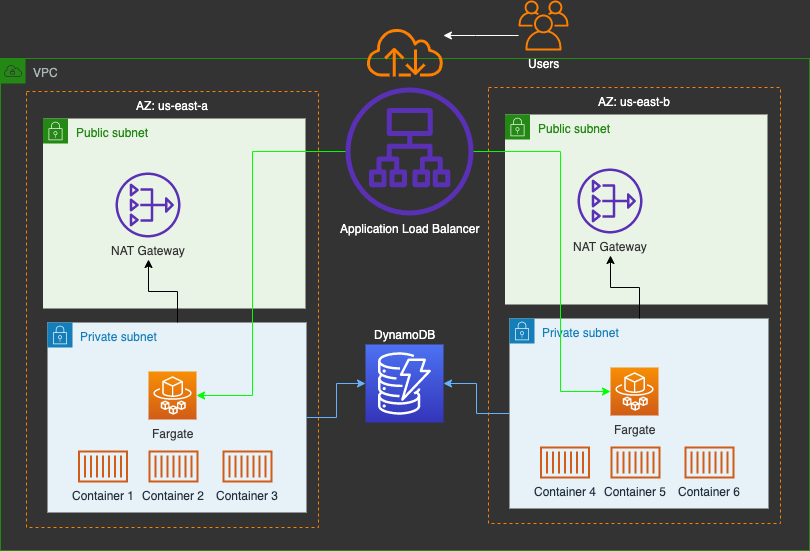 Users
VPC
AZ: us-east-a
AZ: us-east-b
Public subnet
Public subnet
NAT Gateway
Application Load Balancer
NAT Gateway
Private subnet
DynamoDB
Private subnet
Fargate
Fargate
Container 1
Container 2
Container 3
Container 4
Container 5
Container 6